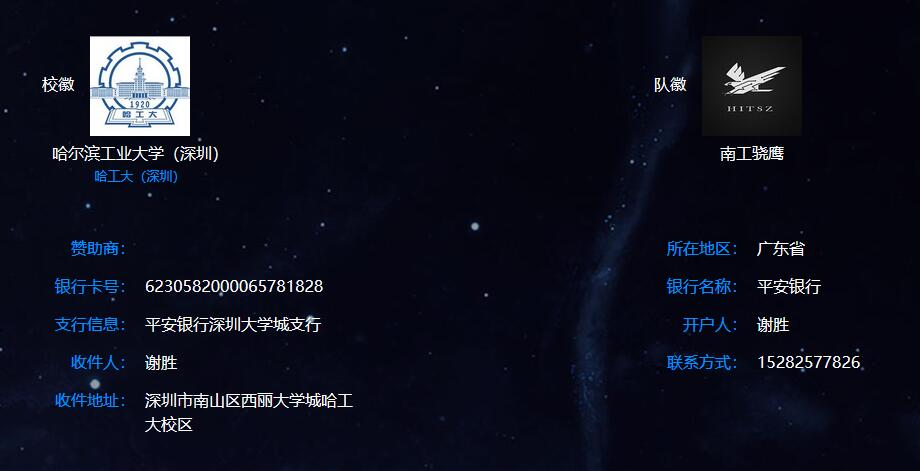 校徽
1920
哈工大
队徽
HITSZ
哈尔滨工业大学（深圳）
南工骁鹰
哈工大（深圳）
赞助商：
所在地区： 广东省
银行卡号： 6230582000065781828
银行名称： 平安银行
支行信息： 平安银行深圳大学城支行
开户人： 谢胜
收件人： 谢胜
联系方式： 15282577826
收件地址： 深圳市南山区西丽大学城哈工
大校区